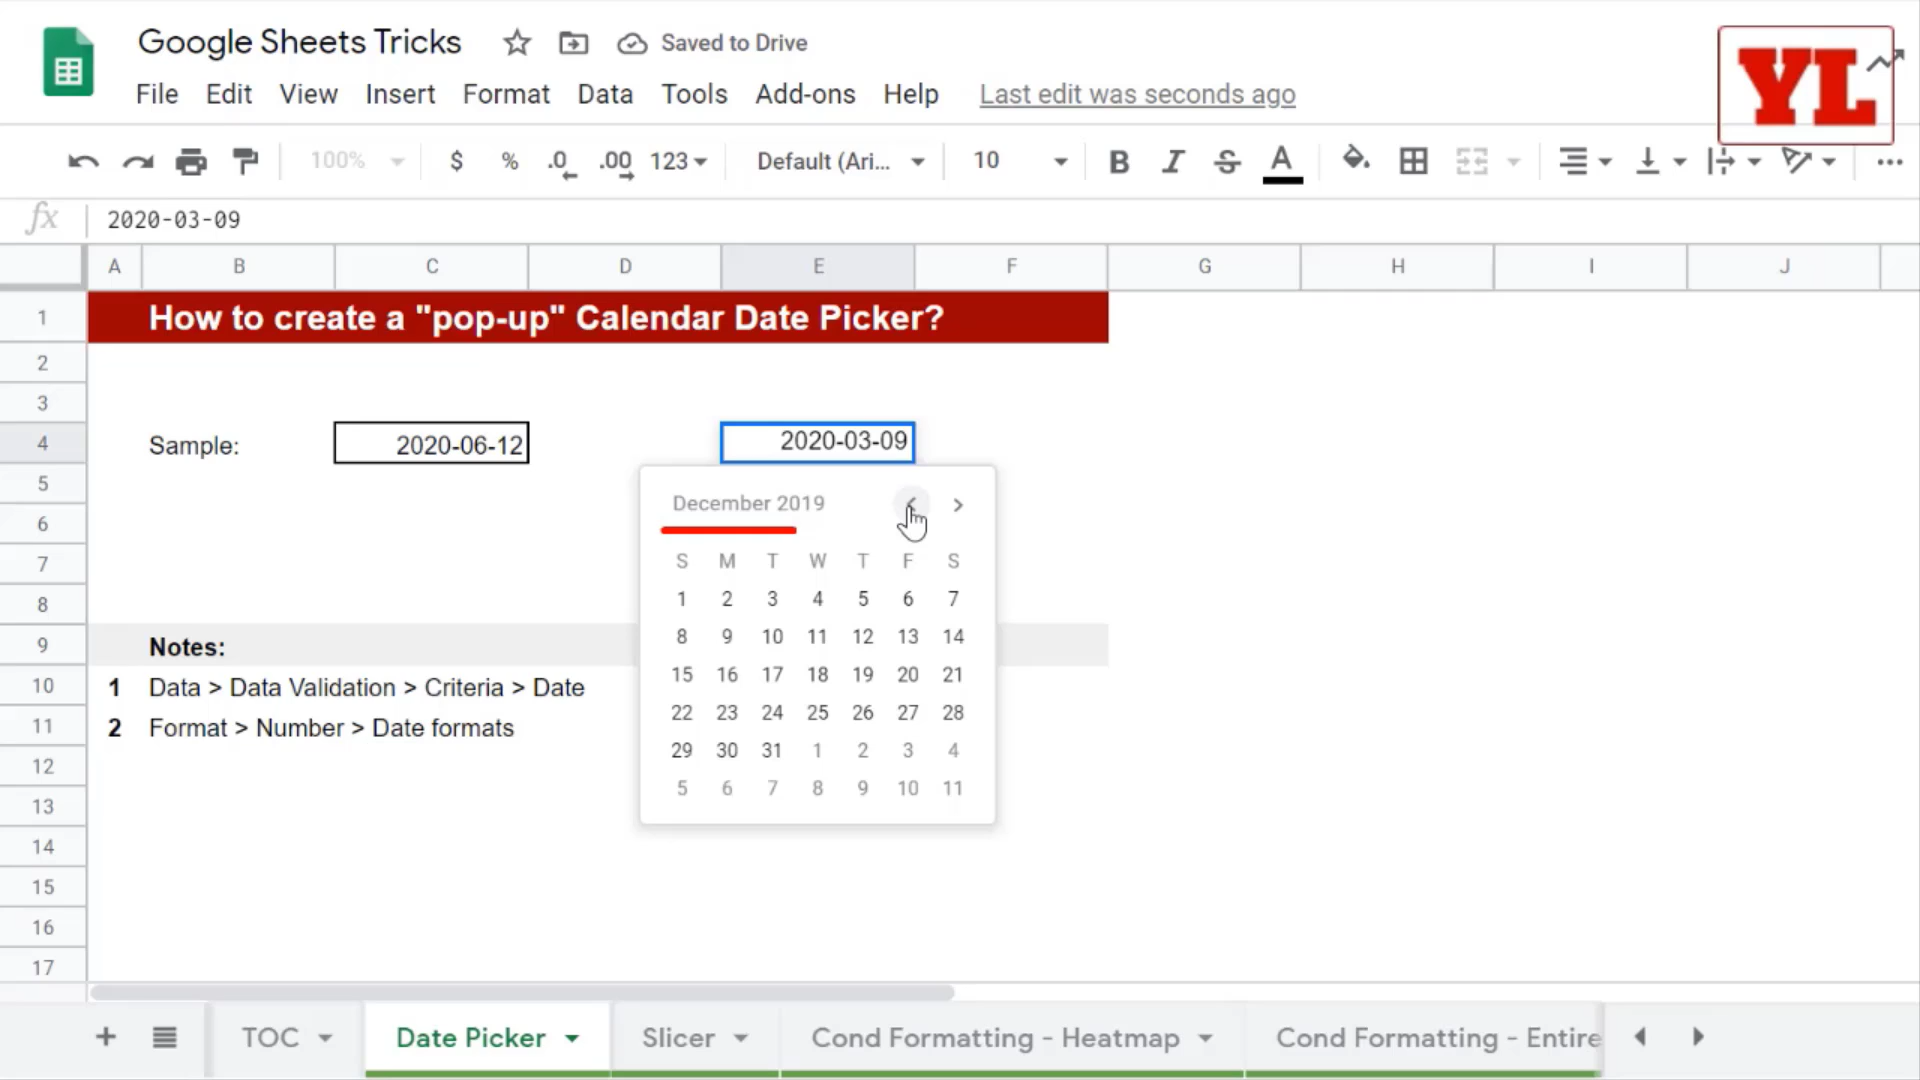 Google Sheets Tricks Saved to Drive
YL
File Edit View Insert Format Data Tools Add-ons Help Last edit was seconds ago
100% $ % .0 .00 123 Default (Ari... 10 B I S A ...
fx 2020-03-09
A B C D E F G H I J
1 How to create a "pop-up" Calendar Date Picker?
2
3
4 Sample: 2020-06-12 2020-03-09
5
December 2019
6
7 S M T W T F S
8 1 2 3 4 5 6 7
9 Notes: 8 9 10 11 12 13 14
10 1 Data > Data Validation > Criteria > Date 15 16 17 18 19 20 21
11 2 Format > Number > Date formats 22 23 24 25 26 27 28
12 29 30 31 1 2 3 4
13 5 6 7 8 9 10 11
14
15
16
17
+ TOC Date Picker Slicer Cond Formatting - Heatmap Cond Formatting - Entire